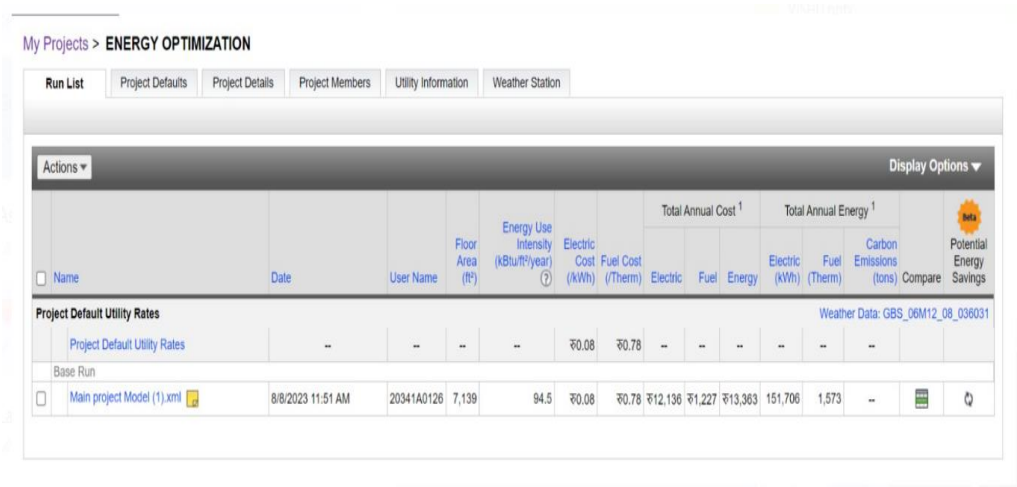 My Projects > ENERGY OPTIMIZATION
Run List Project Defaults Project Details Project Members Utility Information Weather Station
Actions ▾ Display Options ▾
Total Annual Cost 1 Total Annual Energy 1 Beta
Name Date User Name Floor Area (ft²) Energy Use Intensity (kBtu/ft²/year) ? Electric Cost (/kWh) Fuel Cost (/Therm) Electric Fuel Energy Electric (kWh) Fuel (Therm) Carbon Emissions (tons) Compare Potential Energy Savings
Project Default Utility Rates Weather Data: GBS_06M12_08_036031
Project Default Utility Rates -- -- -- -- ₹0.08 ₹0.78 -- -- -- -- -- --
Base Run
Main project Model (1).xml 8/8/2023 11:51 AM 20341A0126 7,139 94.5 ₹0.08 ₹0.78 ₹12,136 ₹1,227 ₹13,363 151,706 1,573 --